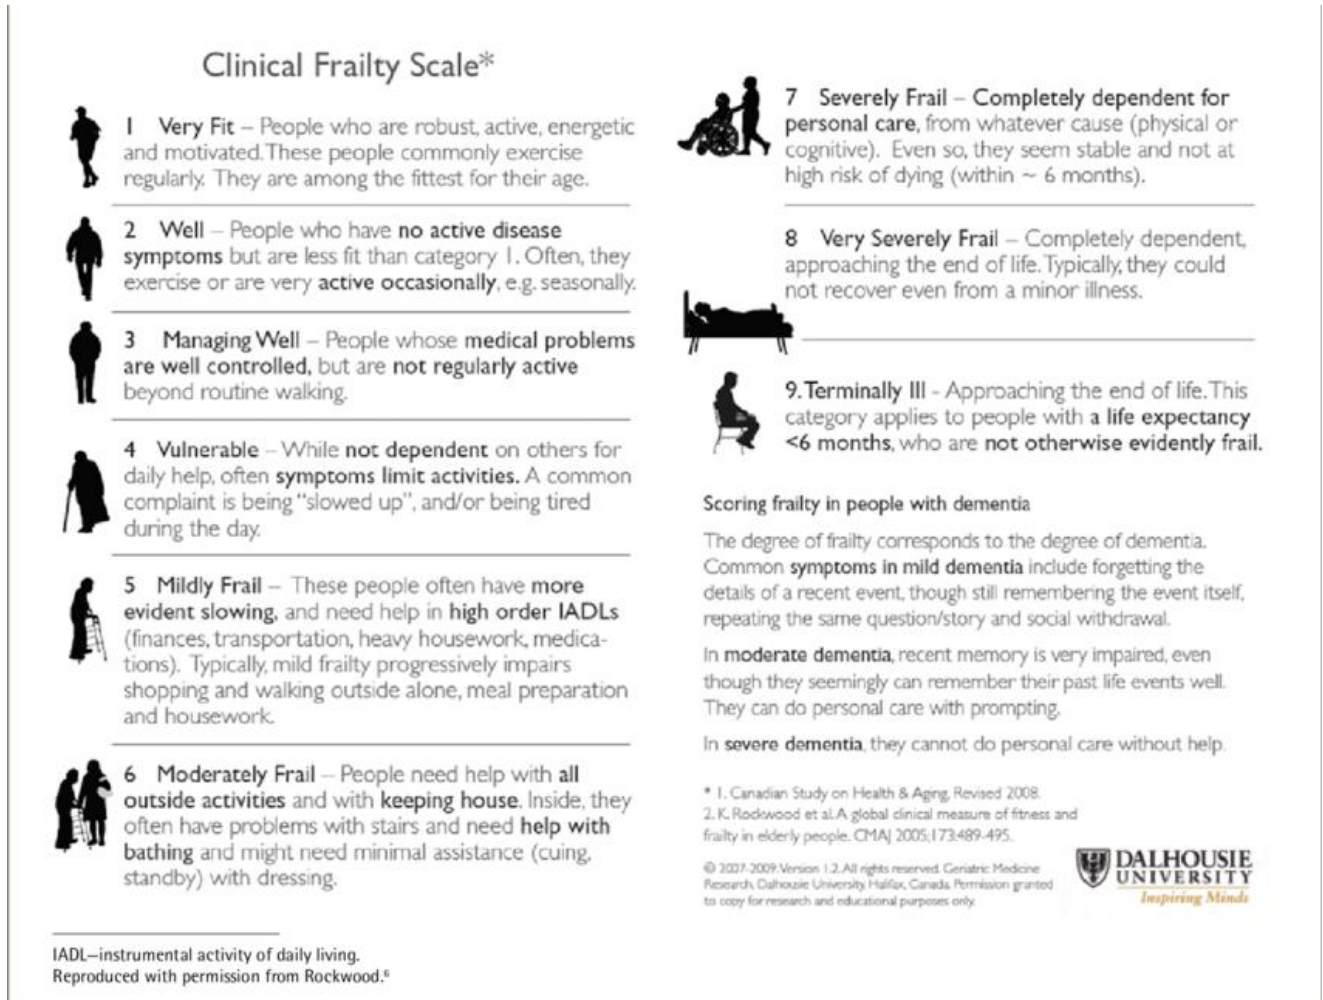 Clinical Frailty Scale*
1 Very Fit – People who are robust, active, energetic
and motivated. These people commonly exercise
regularly. They are among the fittest for their age.
2 Well – People who have no active disease
symptoms but are less fit than category 1. Often, they
exercise or are very active occasionally, e.g. seasonally.
3 Managing Well – People whose medical problems
are well controlled, but are not regularly active
beyond routine walking.
4 Vulnerable – While not dependent on others for
daily help, often symptoms limit activities. A common
complaint is being "slowed up", and/or being tired
during the day.
5 Mildly Frail – These people often have more
evident slowing, and need help in high order IADLs
(finances, transportation, heavy housework, medica-
tions). Typically, mild frailty progressively impairs
shopping and walking outside alone, meal preparation
and housework.
6 Moderately Frail – People need help with all
outside activities and with keeping house. Inside, they
often have problems with stairs and need help with
bathing and might need minimal assistance (cuing,
standby) with dressing.
7 Severely Frail – Completely dependent for
personal care, from whatever cause (physical or
cognitive). Even so, they seem stable and not at
high risk of dying (within ~ 6 months).
8 Very Severely Frail – Completely dependent,
approaching the end of life. Typically, they could
not recover even from a minor illness.
9. Terminally Ill - Approaching the end of life. This
category applies to people with a life expectancy
<6 months, who are not otherwise evidently frail.
Scoring frailty in people with dementia
The degree of frailty corresponds to the degree of dementia.
Common symptoms in mild dementia include forgetting the
details of a recent event, though still remembering the event itself,
repeating the same question/story and social withdrawal.
In moderate dementia, recent memory is very impaired, even
though they seemingly can remember their past life events well.
They can do personal care with prompting.
In severe dementia, they cannot do personal care without help.
* 1. Canadian Study on Health & Aging, Revised 2008.
2. K. Rockwood et al. A global clinical measure of fitness and
frailty in elderly people. CMAJ 2005;173:489-495.
© 2007-2009. Version 1.2. All rights reserved. Geriatric Medicine
Research, Dalhousie University, Halifax, Canada. Permission granted
to copy for research and educational purposes only.
DALHOUSIE
UNIVERSITY
Inspiring Minds
IADL—instrumental activity of daily living.
Reproduced with permission from Rockwood.⁶